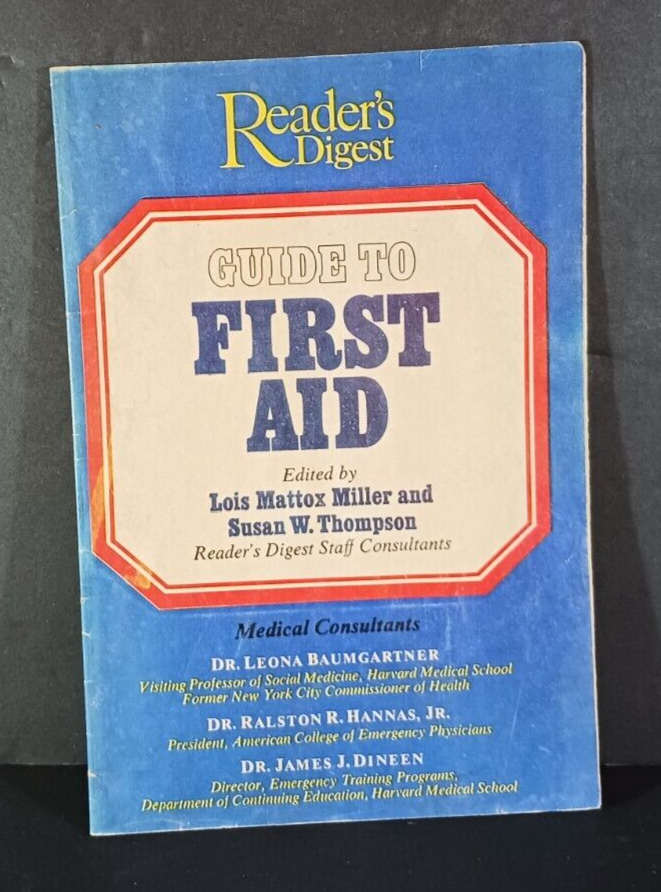 Reader's
Digest
GUIDE TO
FIRST
AID
Edited by
Lois Mattox Miller and
Susan W. Thompson
Reader's Digest Staff Consultants
Medical Consultants
DR. LEONA BAUMGARTNER
Visiting Professor of Social Medicine, Harvard Medical School
Former New York City Commissioner of Health
DR. RALSTON R. HANNAS, JR.
President, American College of Emergency Physicians
DR. JAMES J. DINEEN
Director, Emergency Training Programs,
Department of Continuing Education, Harvard Medical School